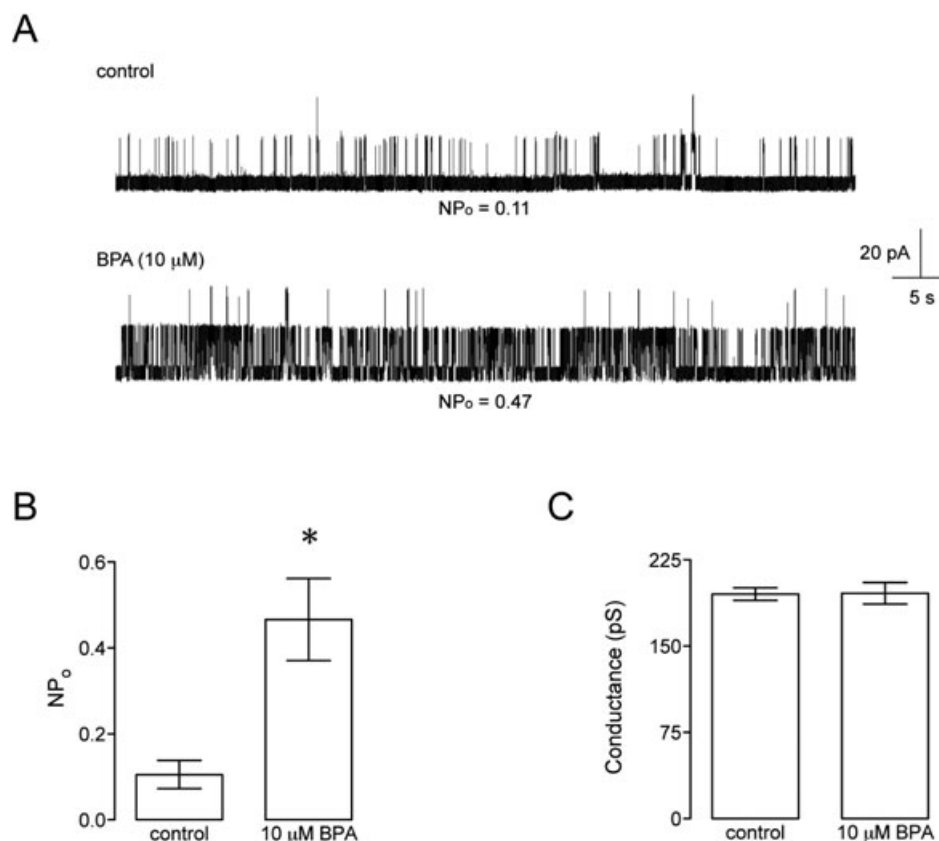 A
control
NPo = 0.11
BPA (10 μM)
20 pA
5 s
NPo = 0.47
B
*
0.6
0.4
0.2
0.0
NPo
control
10 μM BPA
C
225
150
75
0
Conductance (pS)
control
10 μM BPA